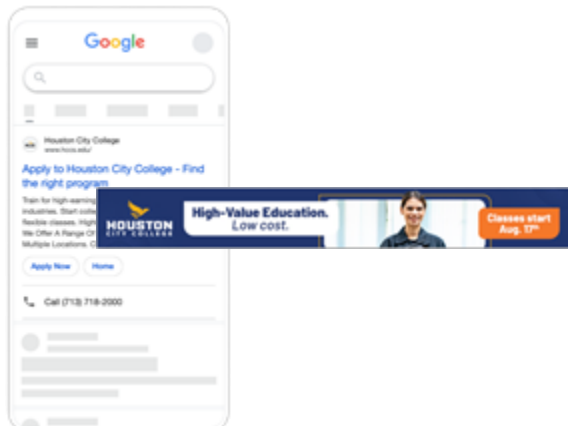 Google
Houston City College
www.hccs.edu/
Apply to Houston City College - Find
the right program
Train for high-earning
industries. Start
flexible classes. High
We Offer A Range Of
Multiple Locations. C
HOUSTON
CITY COLLEGE
High-Value Education.
Low cost.
Classes start
Aug. 17th
Apply Now
Home
Call (713) 718-2000